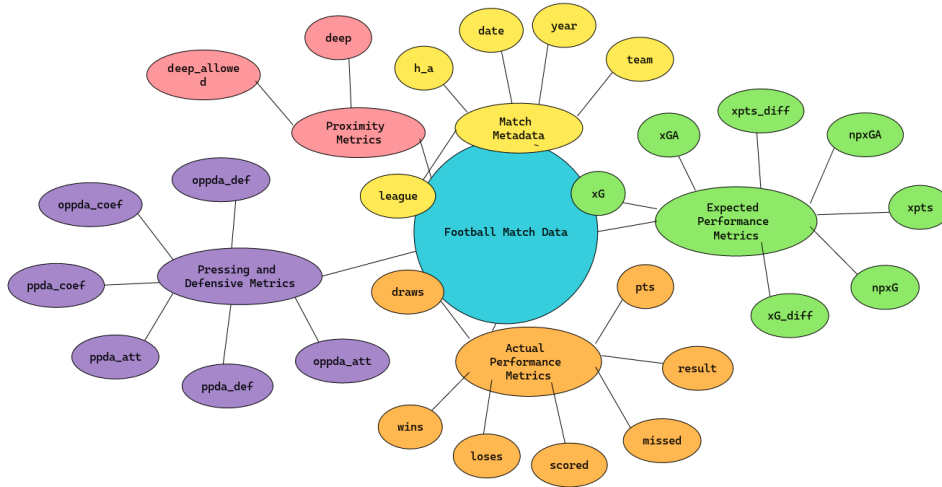 year
date
deep
team
h_a
deep_allowe
d
xpts_diff
Match
Metadata
Proximity
Metrics
xGA
npxGA
oppda_def
league
xG
oppda_coef
Expected
Performance
Metrics
xpts
Football Match Data
Pressing and
Defensive Metrics
ppda_coef
draws
pts
npxG
xG_diff
ppda_att
oppda_att
Actual
Performance
Metrics
result
ppda_def
wins
missed
loses
scored